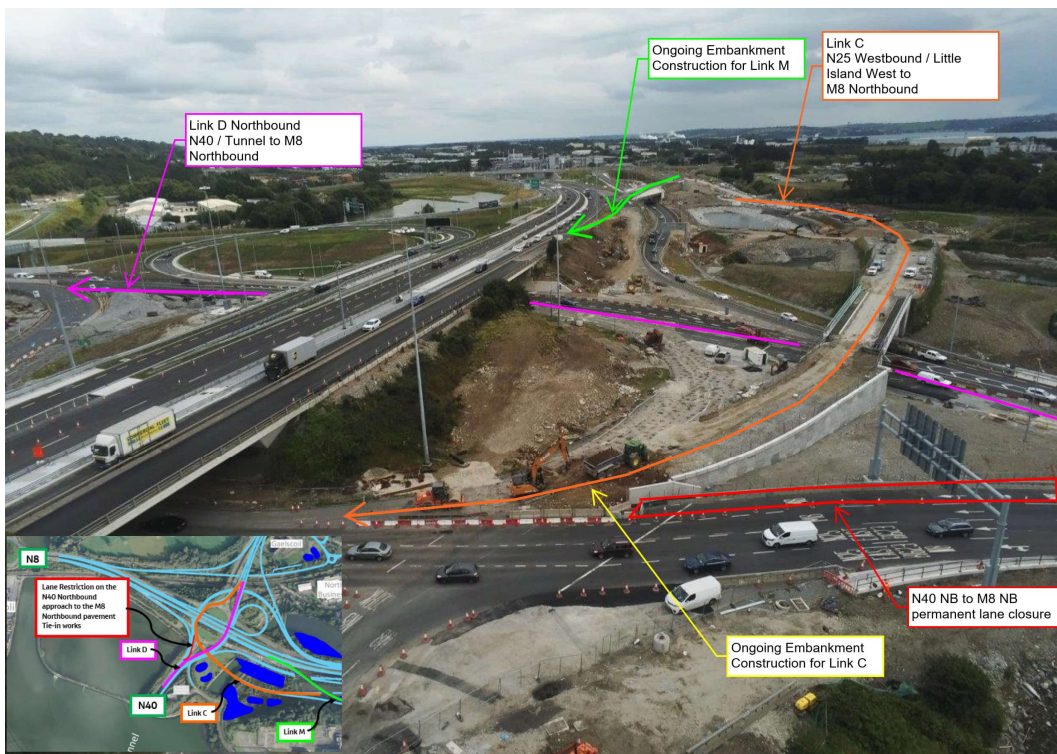 Ongoing Embankment
Construction for Link M
Link C
N25 Westbound / Little
Island West to
M8 Northbound
Link D Northbound
N40 / Tunnel to M8
Northbound
N40 NB to M8 NB
permanent lane closure
Ongoing Embankment
Construction for Link C
N8
Gaelscoil
Lane Restriction on the
N40 Northbound
approach to the M8
Northbound pavement
Tie-in works
Link D
N40
Link C
Link M